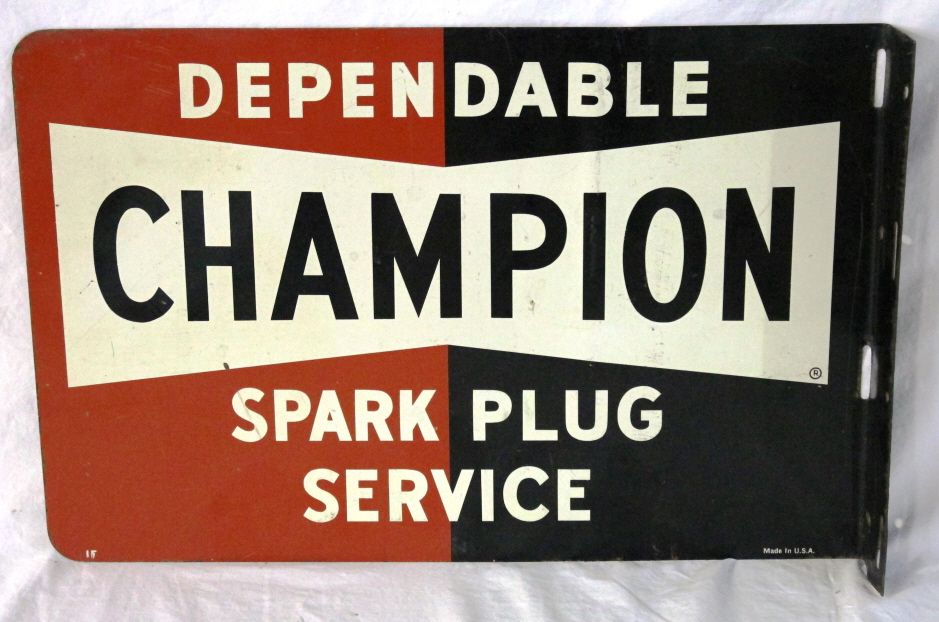 DEPENDABLE
CHAMPION
®
SPARK PLUG
SERVICE
Made In U.S.A.